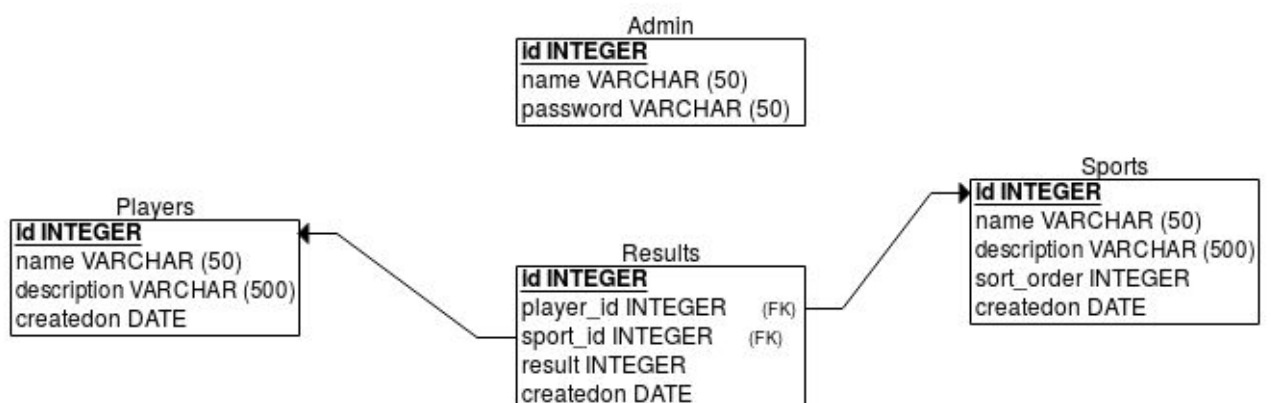 Admin
id INTEGER
name VARCHAR (50)
password VARCHAR (50)
Players
id INTEGER
name VARCHAR (50)
description VARCHAR (500)
createdon DATE
Results
id INTEGER
player_id INTEGER (FK)
sport_id INTEGER (FK)
result INTEGER
createdon DATE
Sports
id INTEGER
name VARCHAR (50)
description VARCHAR (500)
sort_order INTEGER
createdon DATE